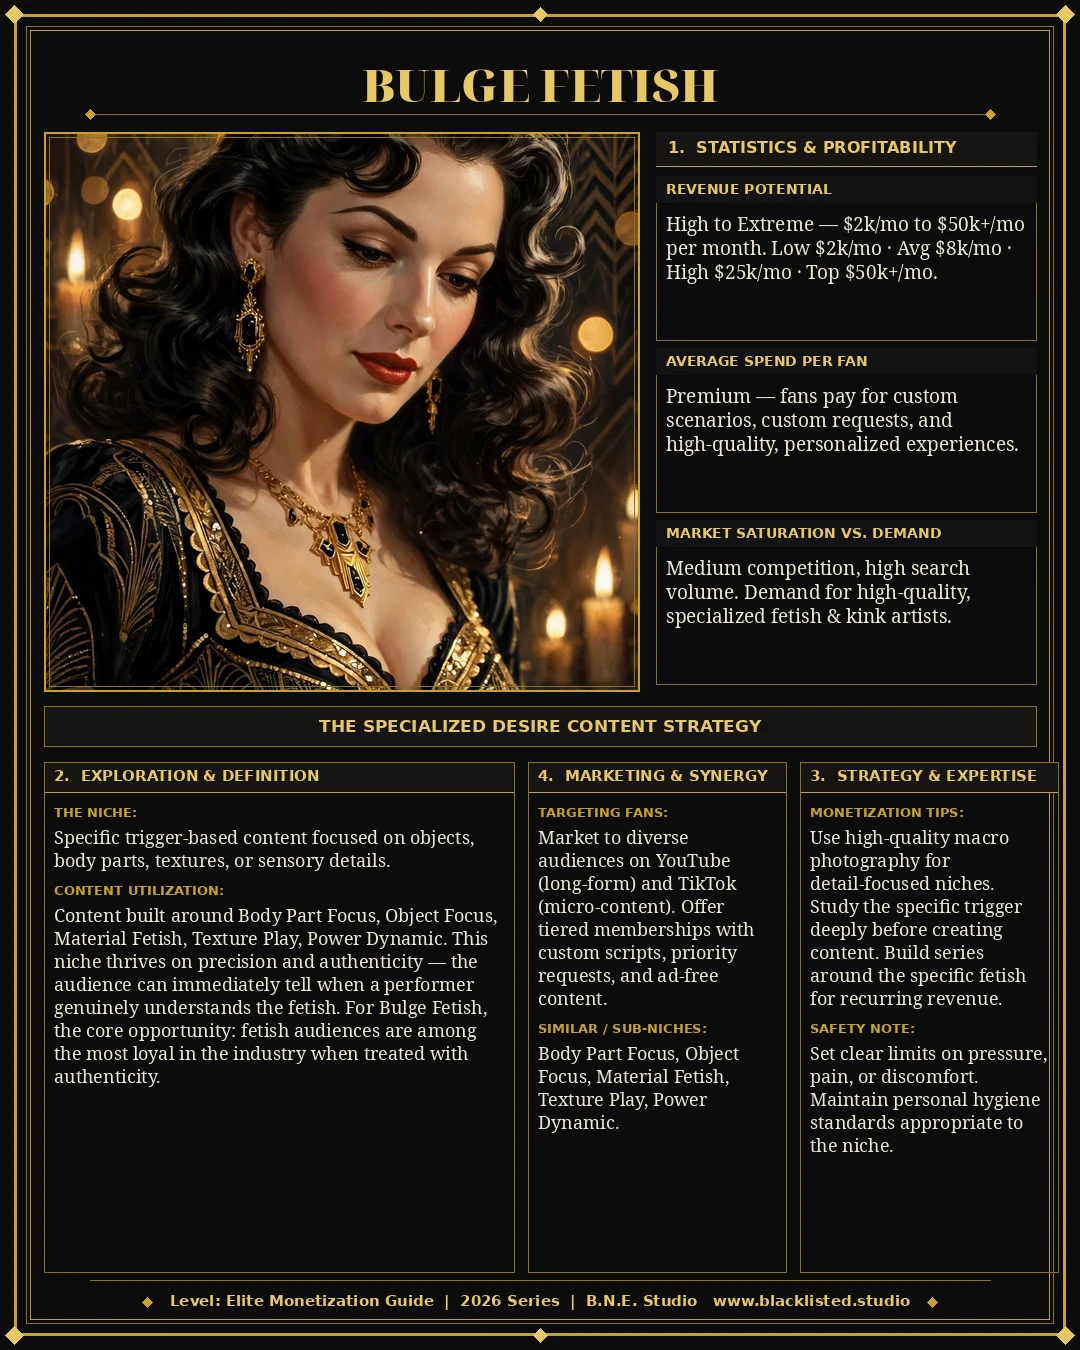 BULGE FETISH
1. STATISTICS & PROFITABILITY
REVENUE POTENTIAL
High to Extreme — $2k/mo to $50k+/mo
per month. Low $2k/mo · Avg $8k/mo ·
High $25k/mo · Top $50k+/mo.
AVERAGE SPEND PER FAN
Premium — fans pay for custom
scenarios, custom requests, and
high-quality, personalized experiences.
MARKET SATURATION VS. DEMAND
Medium competition, high search
volume. Demand for high-quality,
specialized fetish & kink artists.
THE SPECIALIZED DESIRE CONTENT STRATEGY
2. EXPLORATION & DEFINITION
THE NICHE:
Specific trigger-based content focused on objects,
body parts, textures, or sensory details.
CONTENT UTILIZATION:
Content built around Body Part Focus, Object Focus,
Material Fetish, Texture Play, Power Dynamic. This
niche thrives on precision and authenticity — the
audience can immediately tell when a performer
genuinely understands the fetish. For Bulge Fetish,
the core opportunity: fetish audiences are among
the most loyal in the industry when treated with
authenticity.
4. MARKETING & SYNERGY
TARGETING FANS:
Market to diverse
audiences on YouTube
(long-form) and TikTok
(micro-content). Offer
tiered memberships with
custom scripts, priority
requests, and ad-free
content.
SIMILAR / SUB-NICHES:
Body Part Focus, Object
Focus, Material Fetish,
Texture Play, Power
Dynamic.
3. STRATEGY & EXPERTISE
MONETIZATION TIPS:
Use high-quality macro
photography for
detail-focused niches.
Study the specific trigger
deeply before creating
content. Build series
around the specific fetish
for recurring revenue.
SAFETY NOTE:
Set clear limits on pressure,
pain, or discomfort.
Maintain personal hygiene
standards appropriate to
the niche.
Level: Elite Monetization Guide | 2026 Series | B.N.E. Studio www.blacklisted.studio